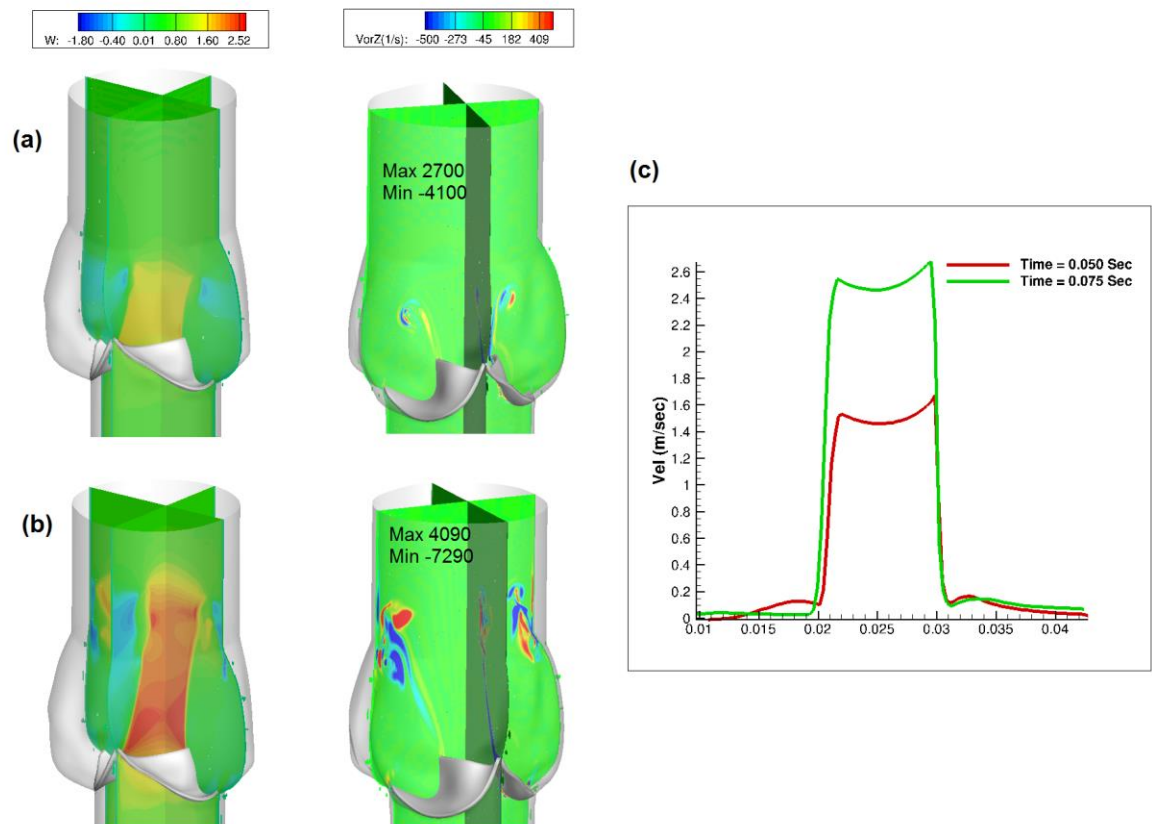 W: -1.80 -0.40 0.01 0.80 1.60 2.52
VorZ(1/s): -500 -273 -45 182 409
(a)
Max 2700
Min -4100
(b)
Max 4090
Min -7290
(c)
Time = 0.050 Sec
Time = 0.075 Sec
Vel (m/sec)
2.6
2.4
2.2
2
1.8
1.6
1.4
1.2
1
0.8
0.6
0.4
0.2
0
0.01 0.015 0.02 0.025 0.03 0.035 0.04